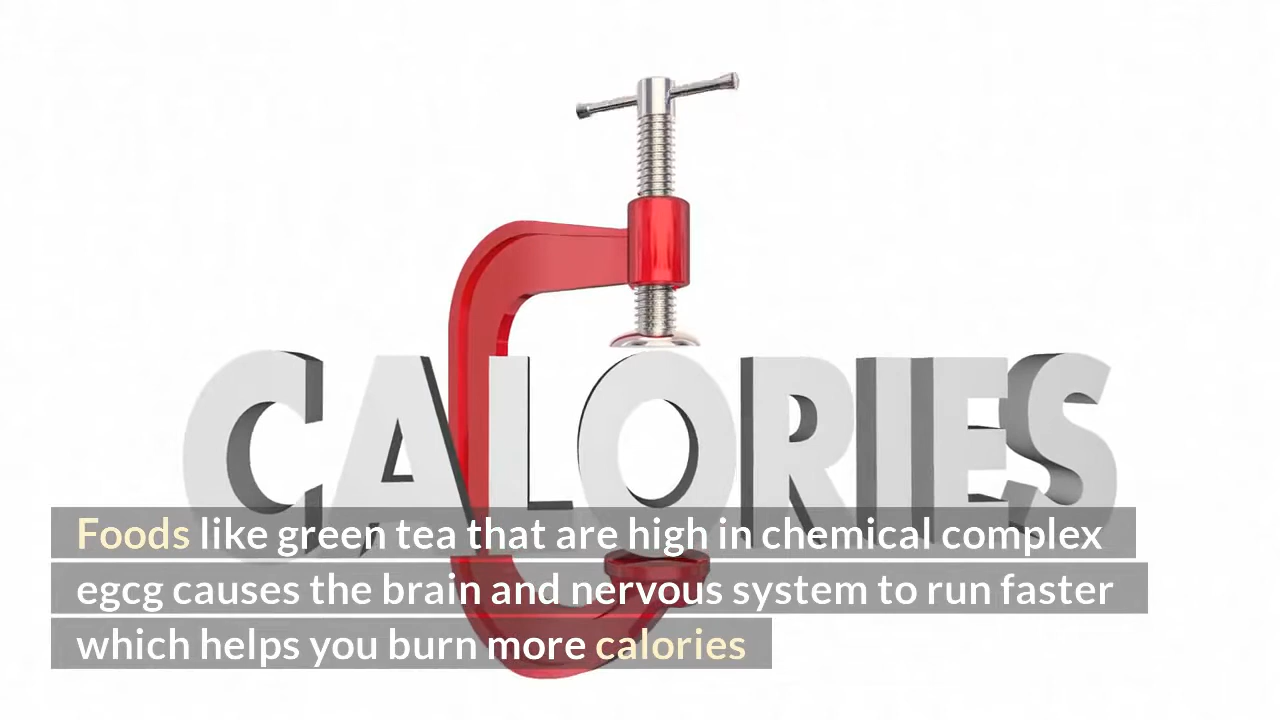 CALORIES
Foods like green tea that are high in chemical complex
egcg causes the brain and nervous system to run faster
which helps you burn more calories